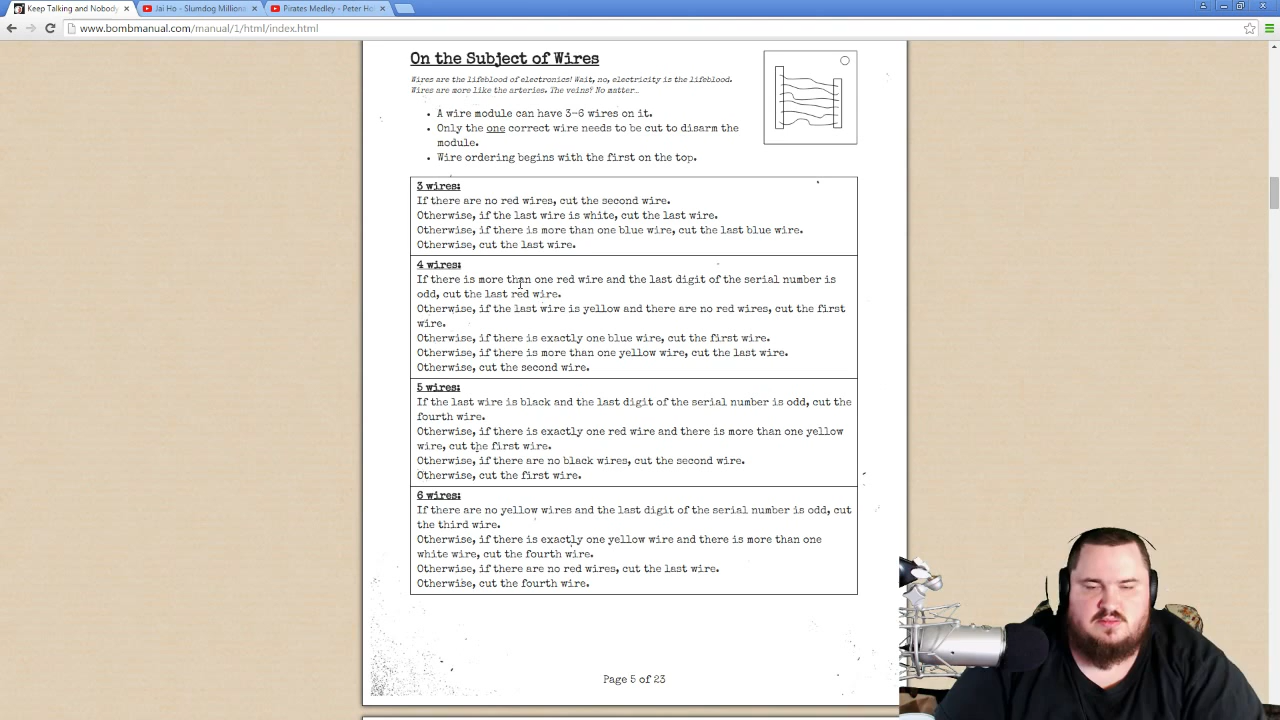 Keep Talking and Nobody
Jai Ho - Slumdog Milliona
Pirates Medley - Peter Ho
www.bombmanual.com/manual/1/html/index.html
On the Subject of Wires
Wires are the lifeblood of electronics! Wait, no, electricity is the lifeblood.
Wires are more like the arteries. The veins? No matter…
• A wire module can have 3-6 wires on it.
• Only the one correct wire needs to be cut to disarm the
module.
• Wire ordering begins with the first on the top.
3 wires:
If there are no red wires, cut the second wire.
Otherwise, if the last wire is white, cut the last wire.
Otherwise, if there is more than one blue wire, cut the last blue wire.
Otherwise, cut the last wire.
4 wires:
If there is more than one red wire and the last digit of the serial number is
odd, cut the last red wire.
Otherwise, if the last wire is yellow and there are no red wires, cut the first
wire.
Otherwise, if there is exactly one blue wire, cut the first wire.
Otherwise, if there is more than one yellow wire, cut the last wire.
Otherwise, cut the second wire.
5 wires:
If the last wire is black and the last digit of the serial number is odd, cut the
fourth wire.
Otherwise, if there is exactly one red wire and there is more than one yellow
wire, cut the first wire.
Otherwise, if there are no black wires, cut the second wire.
Otherwise, cut the first wire.
6 wires:
If there are no yellow wires and the last digit of the serial number is odd, cut
the third wire.
Otherwise, if there is exactly one yellow wire and there is more than one
white wire, cut the fourth wire.
Otherwise, if there are no red wires, cut the last wire.
Otherwise, cut the fourth wire.
Page 5 of 23